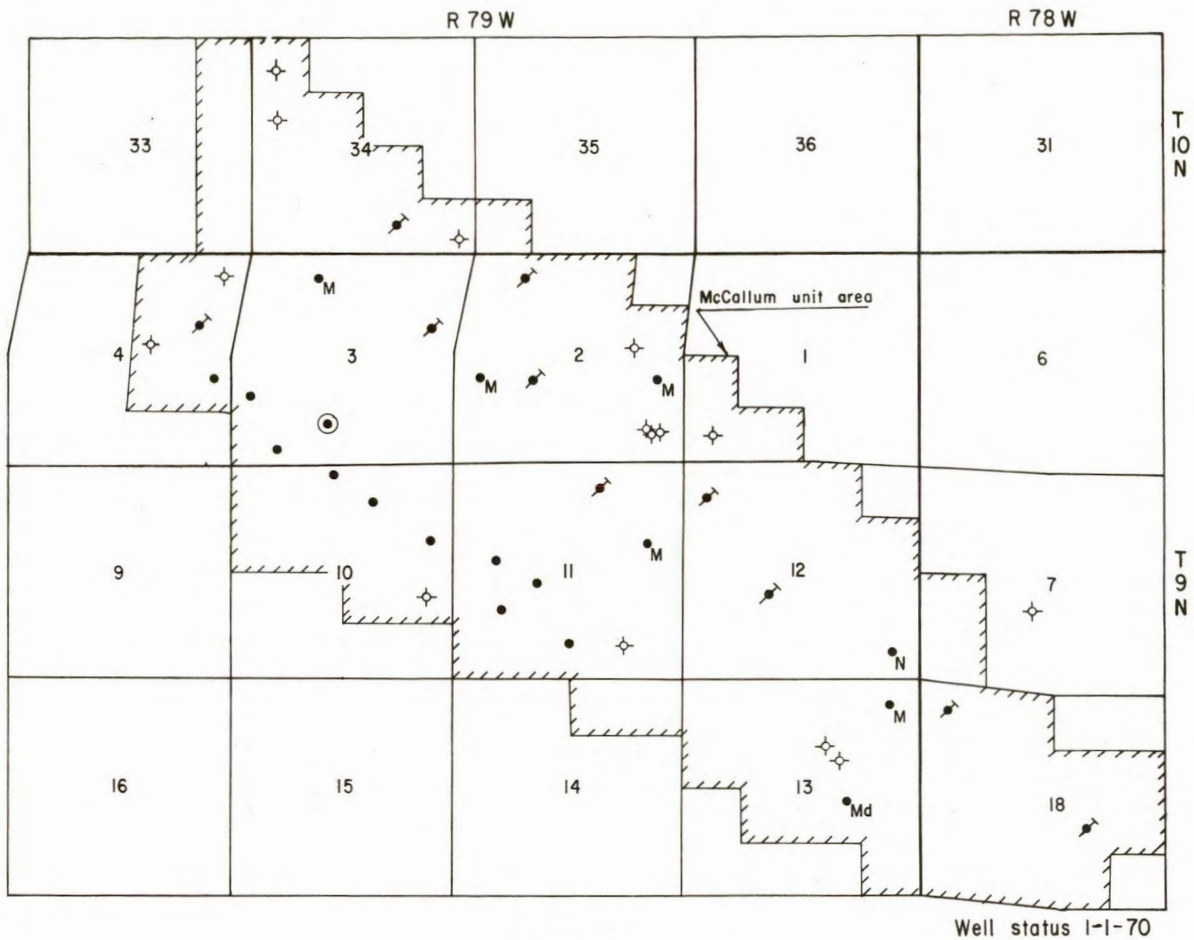 R 79 W R 78 W
33 34 35 36 31
T
10
N
M
McCallum unit area
4 3 2 1 6
M M
9 10 11 12 7
M
T
9
N
N
M
16 15 14 13 18
Md
Well status 1-1-70